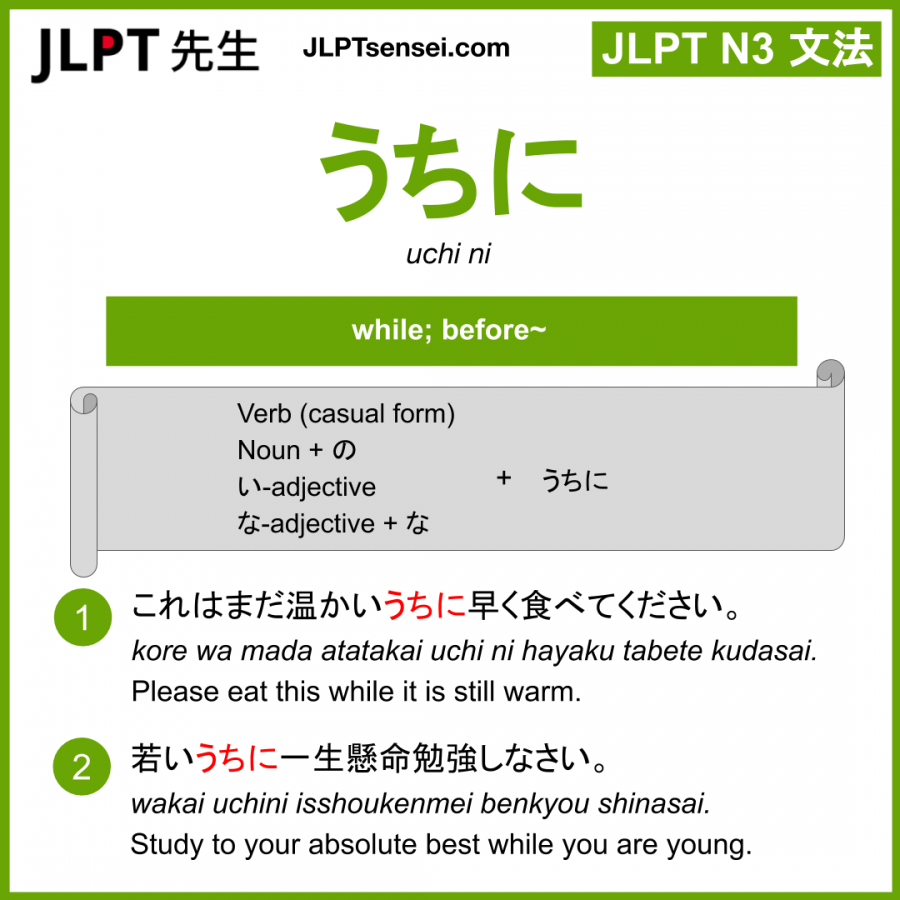 JLPT 先生
JLPTsensei.com
JLPT N3 文法
うちに
uchi ni
while; before~
Verb (casual form)
Noun + の
い-adjective
な-adjective + な
+ うちに
1
これはまだ温かいうちに早く食べてください。
kore wa mada atatakai uchi ni hayaku tabete kudasai.
Please eat this while it is still warm.
2
若いうちに一生懸命勉強しなさい。
wakai uchini isshoukenmei benkyou shinasai.
Study to your absolute best while you are young.